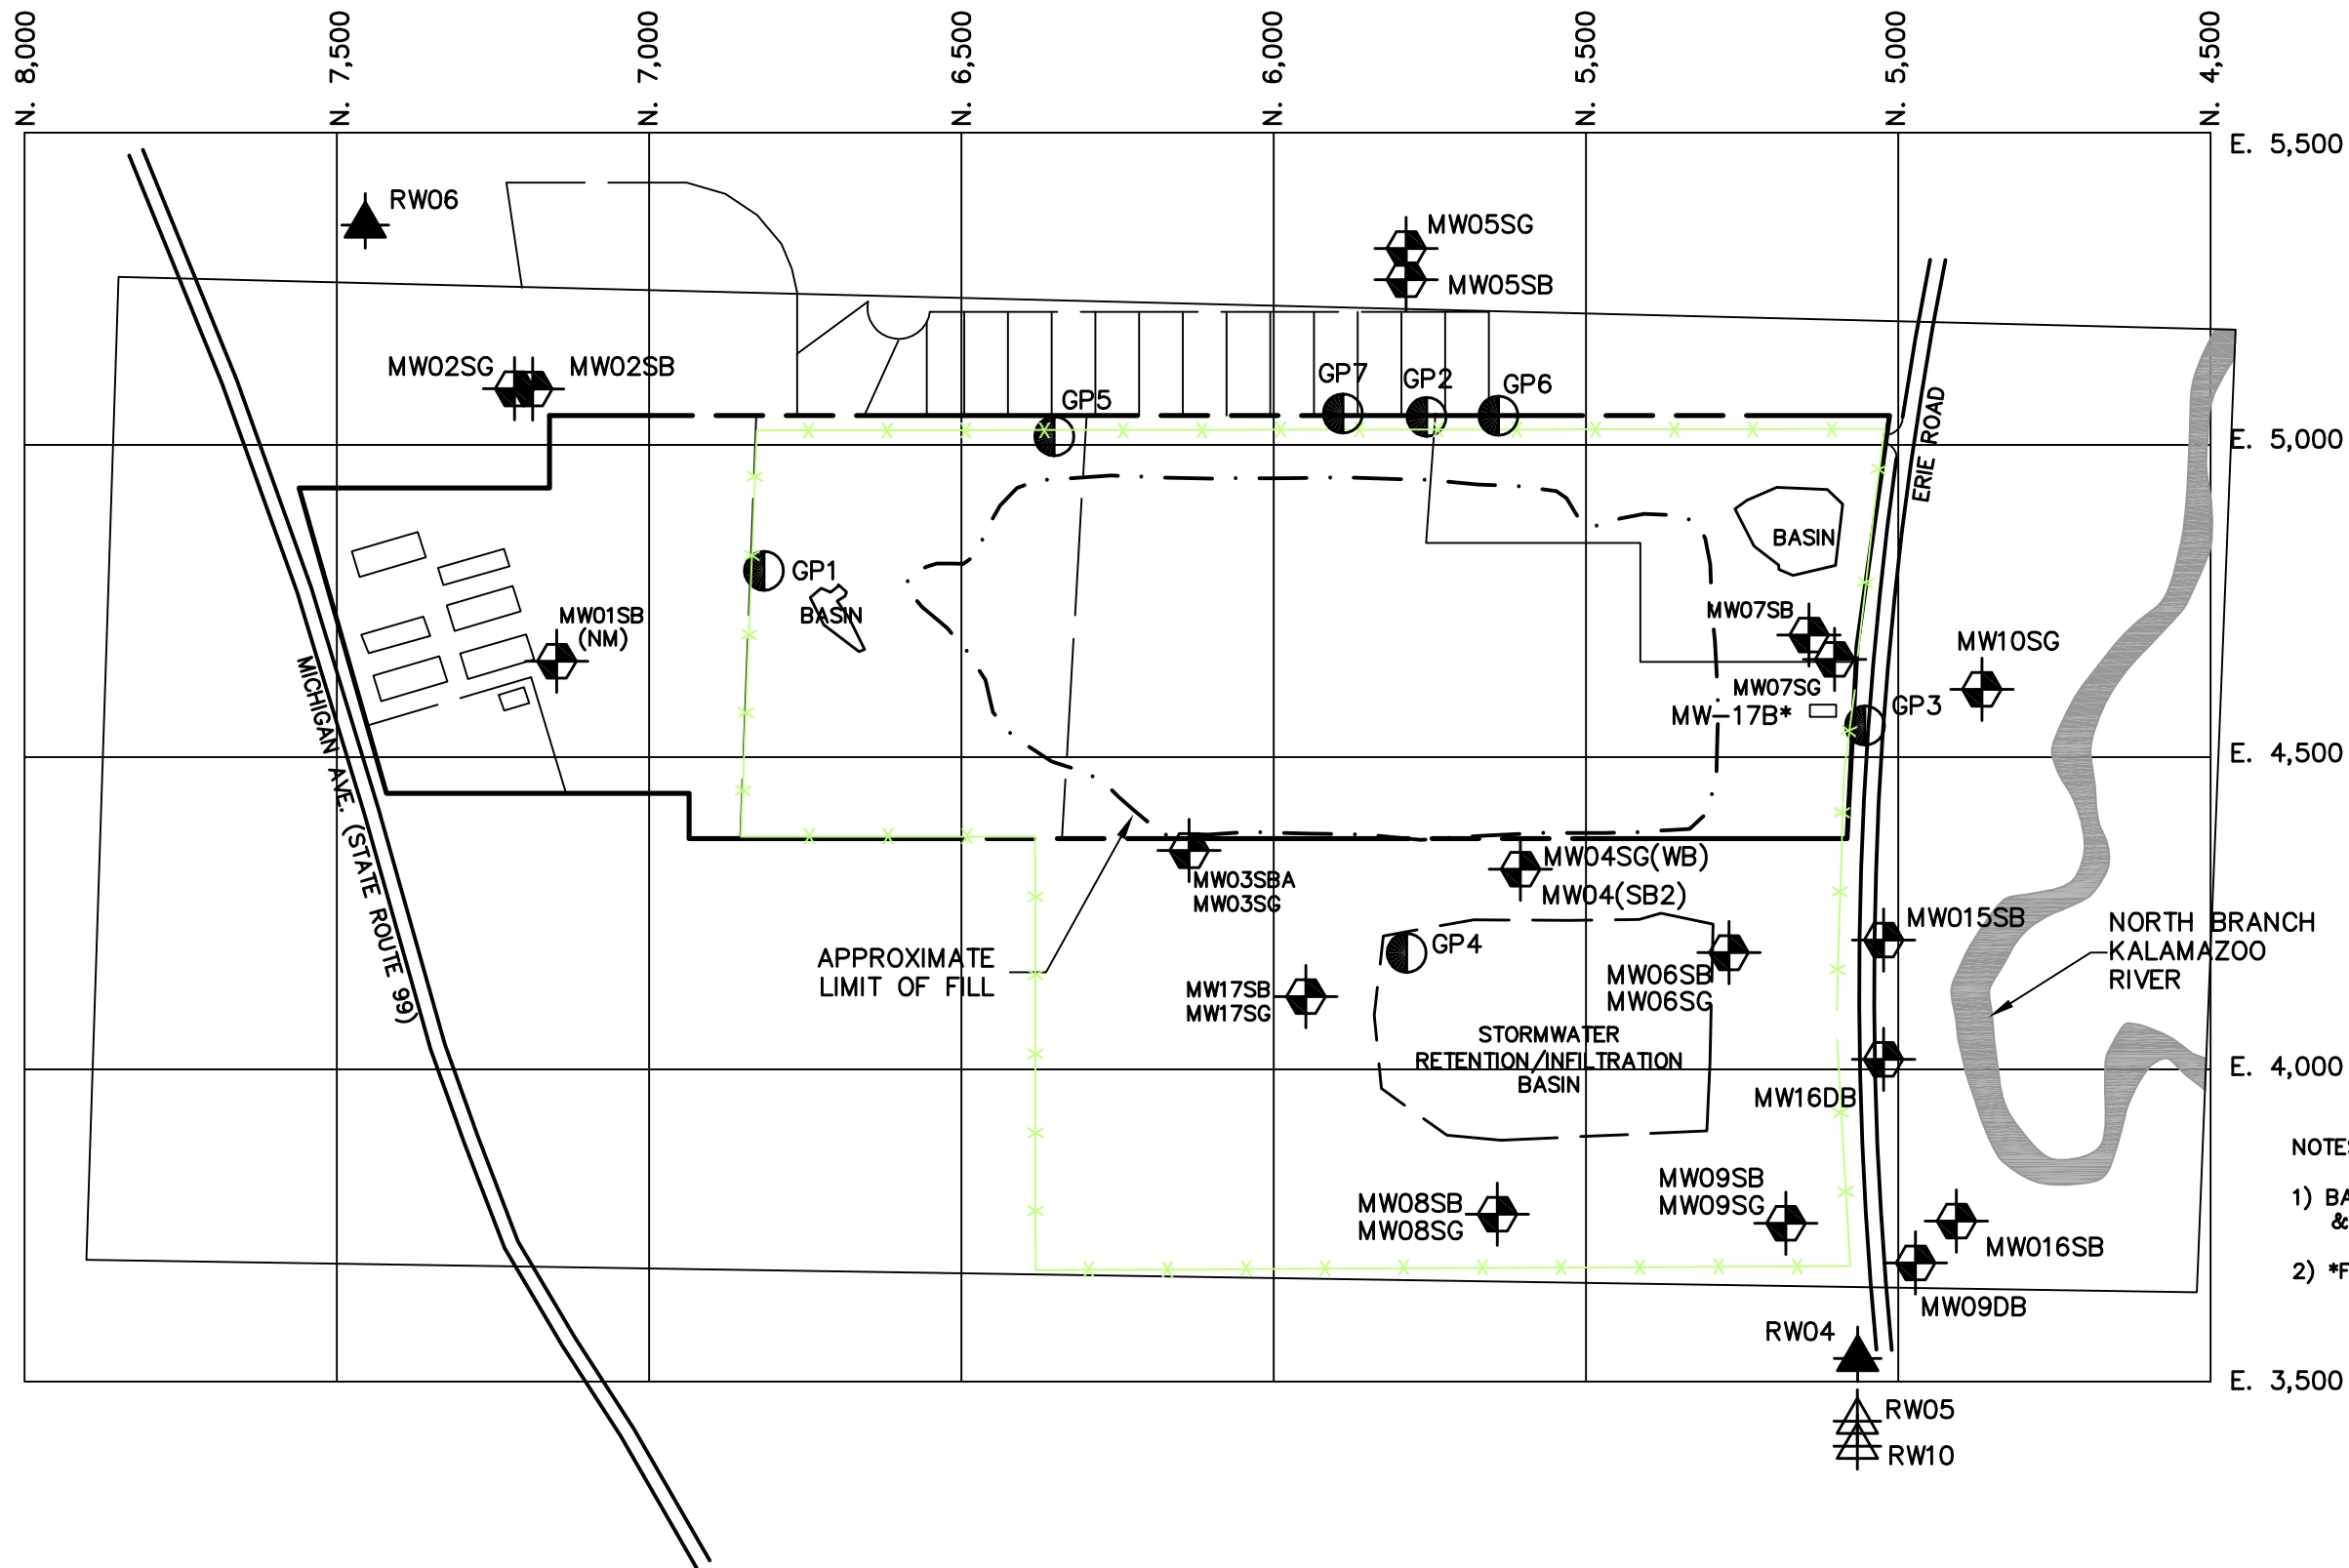 N. 8,000
N. 7,500
N. 7,000
N. 6,500
N. 6,000
N. 5,500
N. 5,000
N. 4,500
E. 5,500
RW06
MW05SG
MW05SB
MW02SG
MW02SB
GP7
GP2
GP6
GP5
ERIE ROAD
E. 5,000
BASIN
GP1
BASIN
MW01SB
(NM)
MW07SB
MW10SG
MW07SG
MW-17B*
GP3
MICHIGAN AVE. (STATE ROUTE 99)
E. 4,500
MW04SG(WB)
MW04(SB2)
MW03SBA
MW03SG
APPROXIMATE
LIMIT OF FILL
GP4
MW015SB
NORTH BRANCH
KALAMAZOO
RIVER
MW06SB
MW06SG
MW17SB
MW17SG
STORMWATER
RETENTION/INFILTRATION
BASIN
E. 4,000
MW16DB
NOTES
1) BA
&
2) *F
MW08SB
MW08SG
MW09SB
MW09SG
MW016SB
MW09DB
RW04
E. 3,500
RW05
RW10